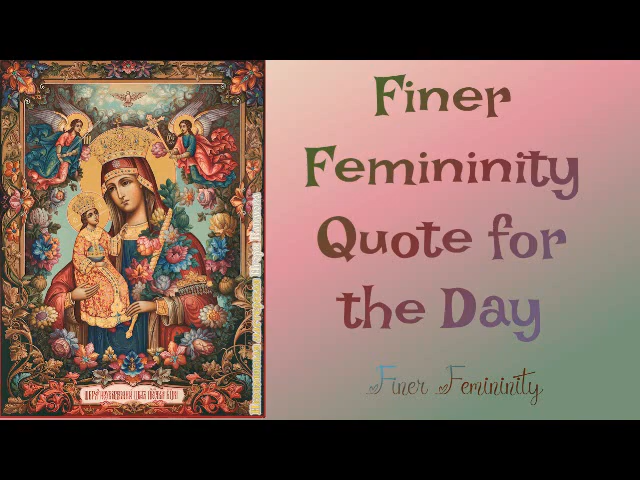 Finer
Femininity
Quote for
the Day
Finer Femininity